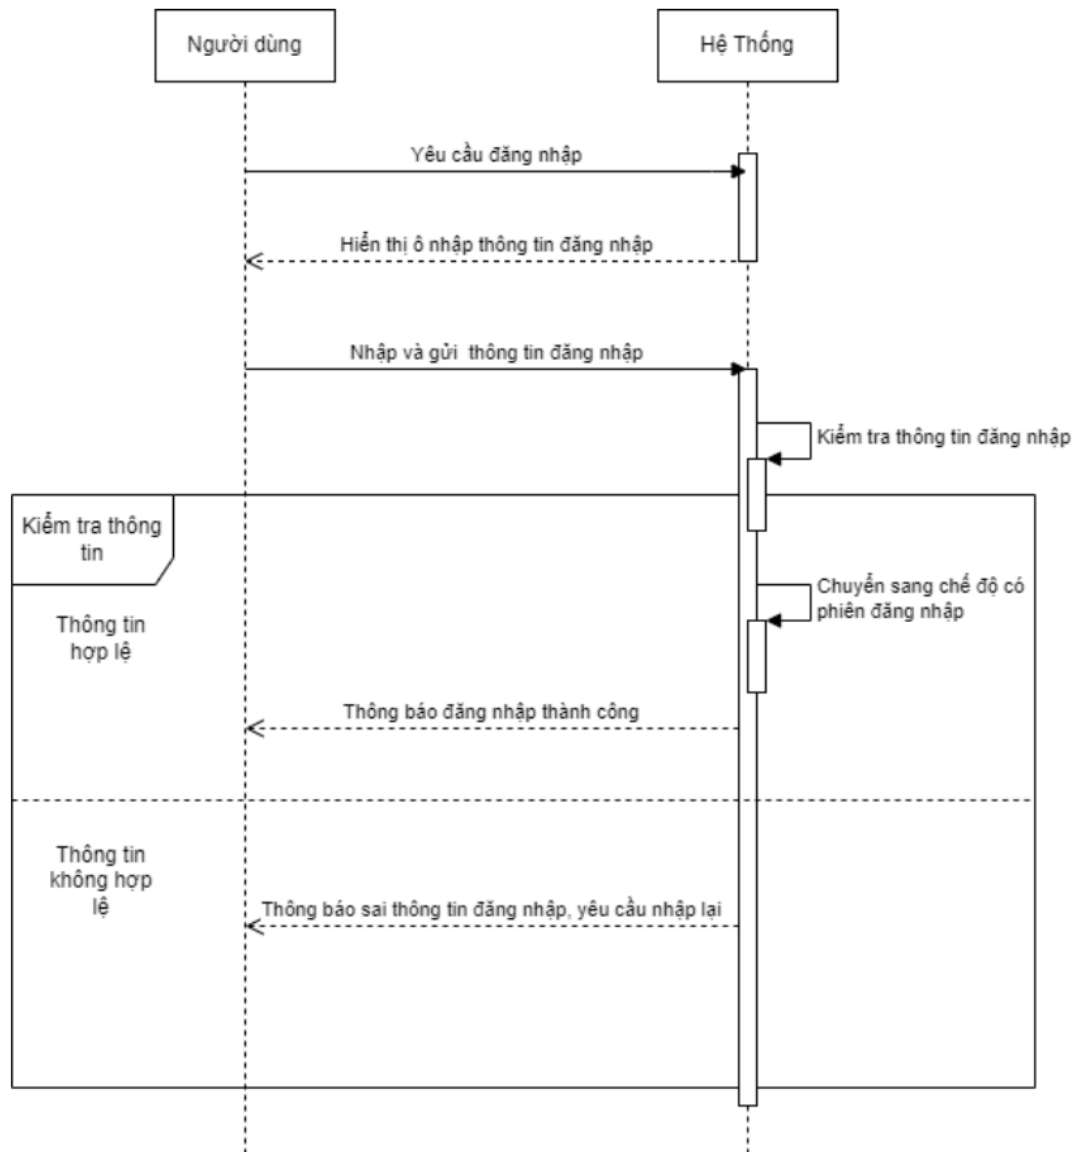 Người dùng
Hệ Thống
Yêu cầu đăng nhập
Hiển thị ô nhập thông tin đăng nhập
Nhập và gửi thông tin đăng nhập
Kiểm tra thông tin đăng nhập
Kiểm tra thông
tin
Chuyển sang chế độ có
phiên đăng nhập
Thông tin
hợp lệ
Thông báo đăng nhập thành công
Thông tin
không hợp
lệ
Thông báo sai thông tin đăng nhập, yêu cầu nhập lại